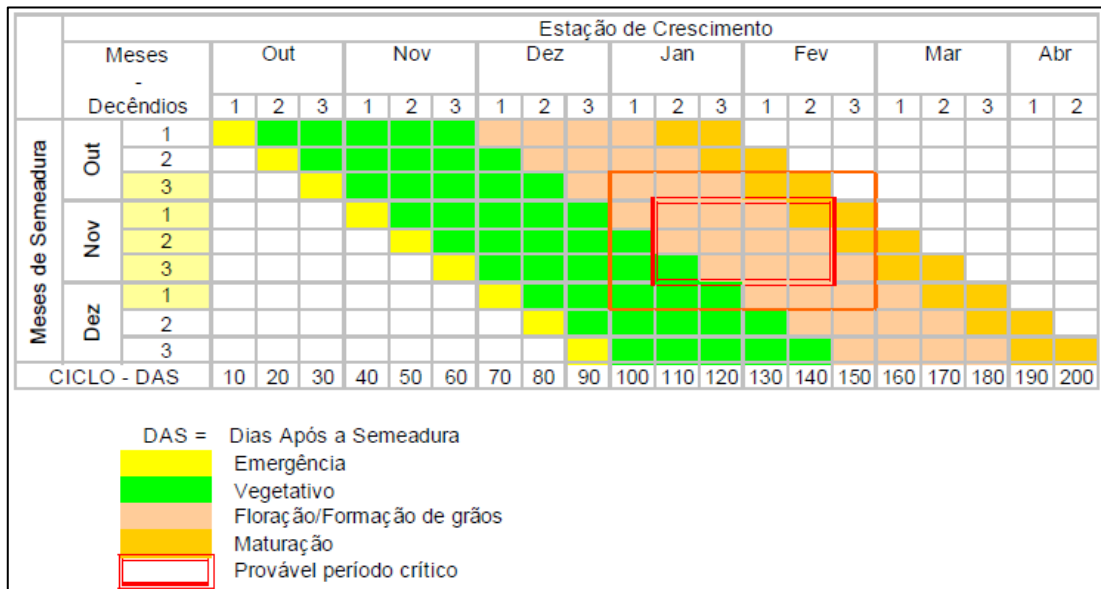 Estação de Crescimento
Meses Out Nov Dez Jan Fev Mar Abr
-
Decêndios 1 2 3 1 2 3 1 2 3 1 2 3 1 2 3 1 2 3 1 2
Meses de Semeadura
Out
1
2
3
Nov
1
2
3
Dez
1
2
3
CICLO - DAS 10 20 30 40 50 60 70 80 90 100 110 120 130 140 150 160 170 180 190 200
DAS = Dias Após a Semeadura
Emergência
Vegetativo
Floração/Formação de grãos
Maturação
Provável período crítico